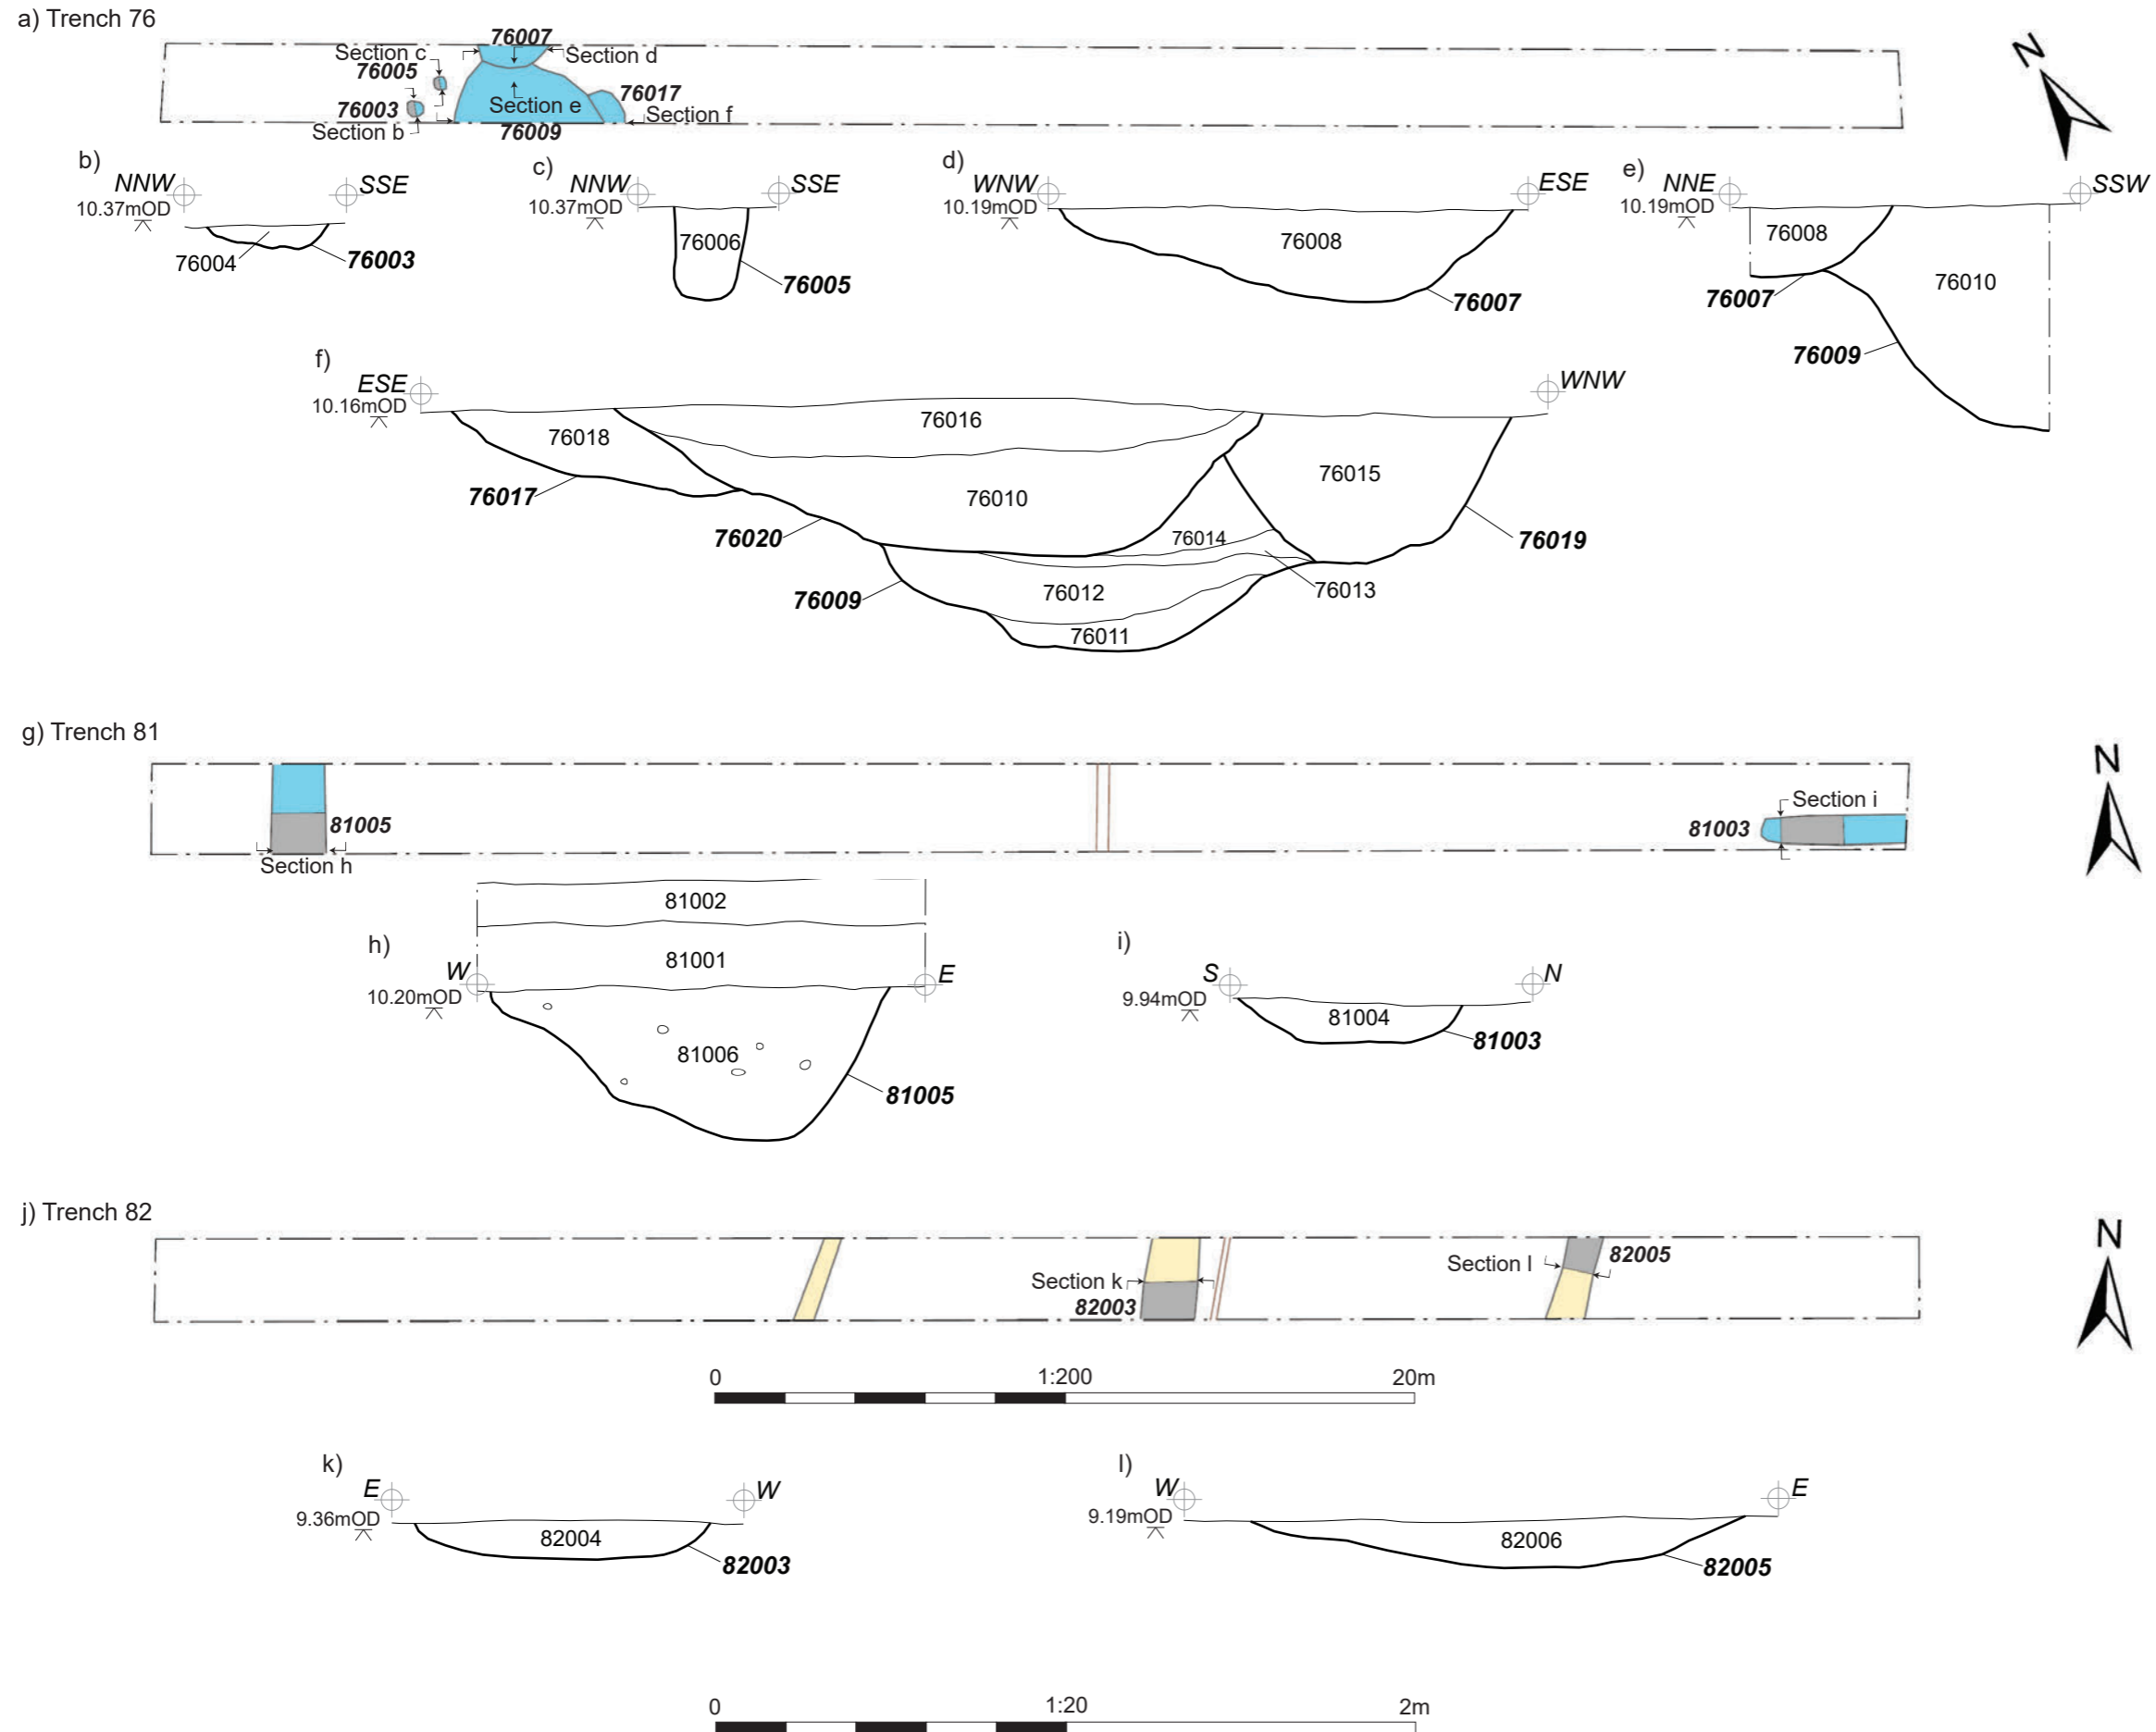 a) Trench 76
76007
Section c
Section d
76005
N
76003
Section e
76017
Section b
76009
Section f
b)
NNW
SSE
10.37mOD
76004
76003
c)
NNW
SSE
10.37mOD
76006
76005
d)
WNW
ESE
10.19mOD
76008
76007
e)
NNE
SSW
10.19mOD
76008
76010
76007
76009
f)
ESE
WNW
10.16mOD
76016
76018
76015
76010
76017
76020
76014
76019
76009
76012
76013
76011
g) Trench 81
N
81005
Section h
Section i
81003
h)
81002
81001
W
E
10.20mOD
81006
81005
i)
S
N
9.94mOD
81004
81003
j) Trench 82
N
Section k
82003
Section l
82005
0 1:200 20m
k)
E
W
9.36mOD
82004
82003
l)
W
E
9.19mOD
82006
82005
0 1:20 2m